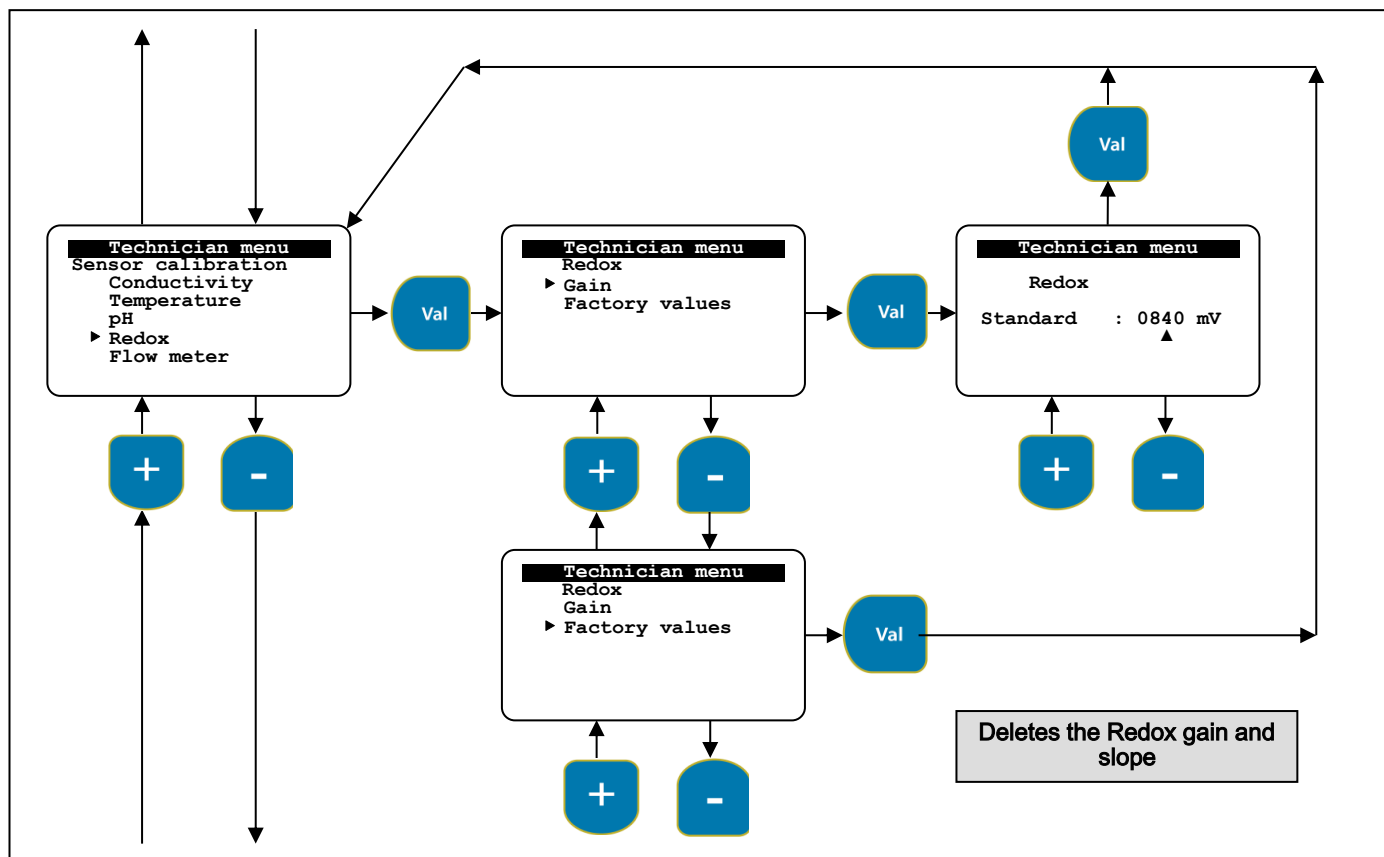 Val
Technician menu
Sensor calibration
Conductivity
Temperature
pH
▶ Redox
Flow meter
Val
Technician menu
Redox
▶ Gain
Factory values
Val
Technician menu
Redox
Standard : 0840 mV
▲
+
-
+
-
+
-
Technician menu
Redox
Gain
▶ Factory values
Val
Deletes the Redox gain and
slope
+
-